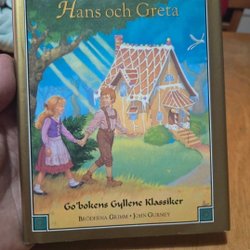 Hans och Greta
Go'bokens Gyllene Klassiker
BRÖDERNA GRIMM • JOHN GURNEY